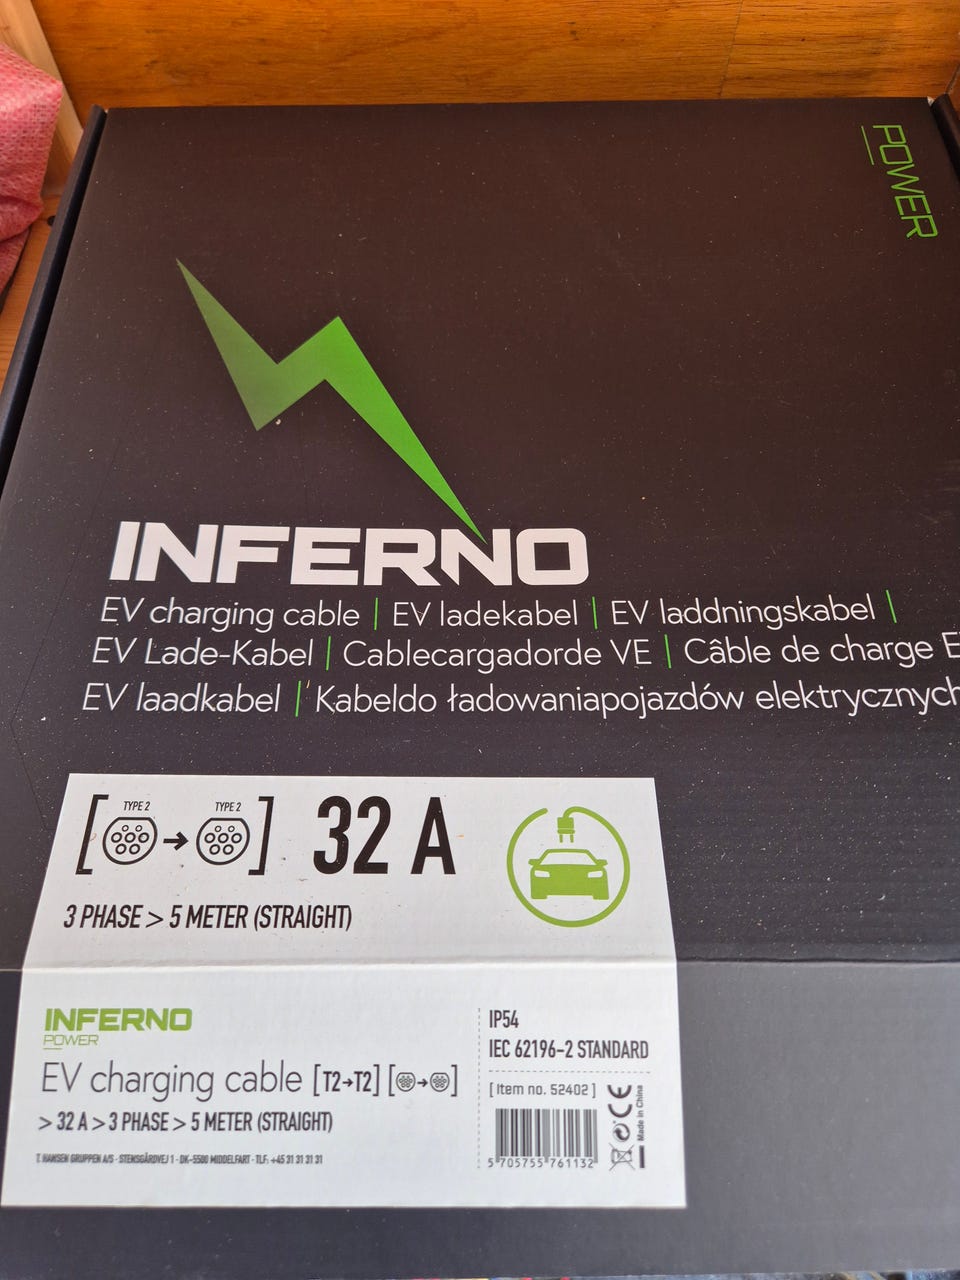 POWER
INFERNO
EV charging cable | EV ladekabel | EV laddningskabel |
EV Lade-Kabel | Cablecargadorde VE | Câble de charge
EV laadkabel | Kabeldo ładowaniapojazdów elektrycznych
TYPE 2 TYPE 2
32 A
3 PHASE > 5 METER (STRAIGHT)
INFERNO
POWER
EV charging cable [T2→T2]
> 32 A > 3 PHASE > 5 METER (STRAIGHT)
T. HANSEN GRUPPEN A/S · STENSGÅRDVEJ 1 · DK-5500 MIDDELFART · TLF: +45 31 31 31 31
IP54
IEC 62196-2 STANDARD
[ Item no. 52402 ]
5 705755 761132
CE
Made in China